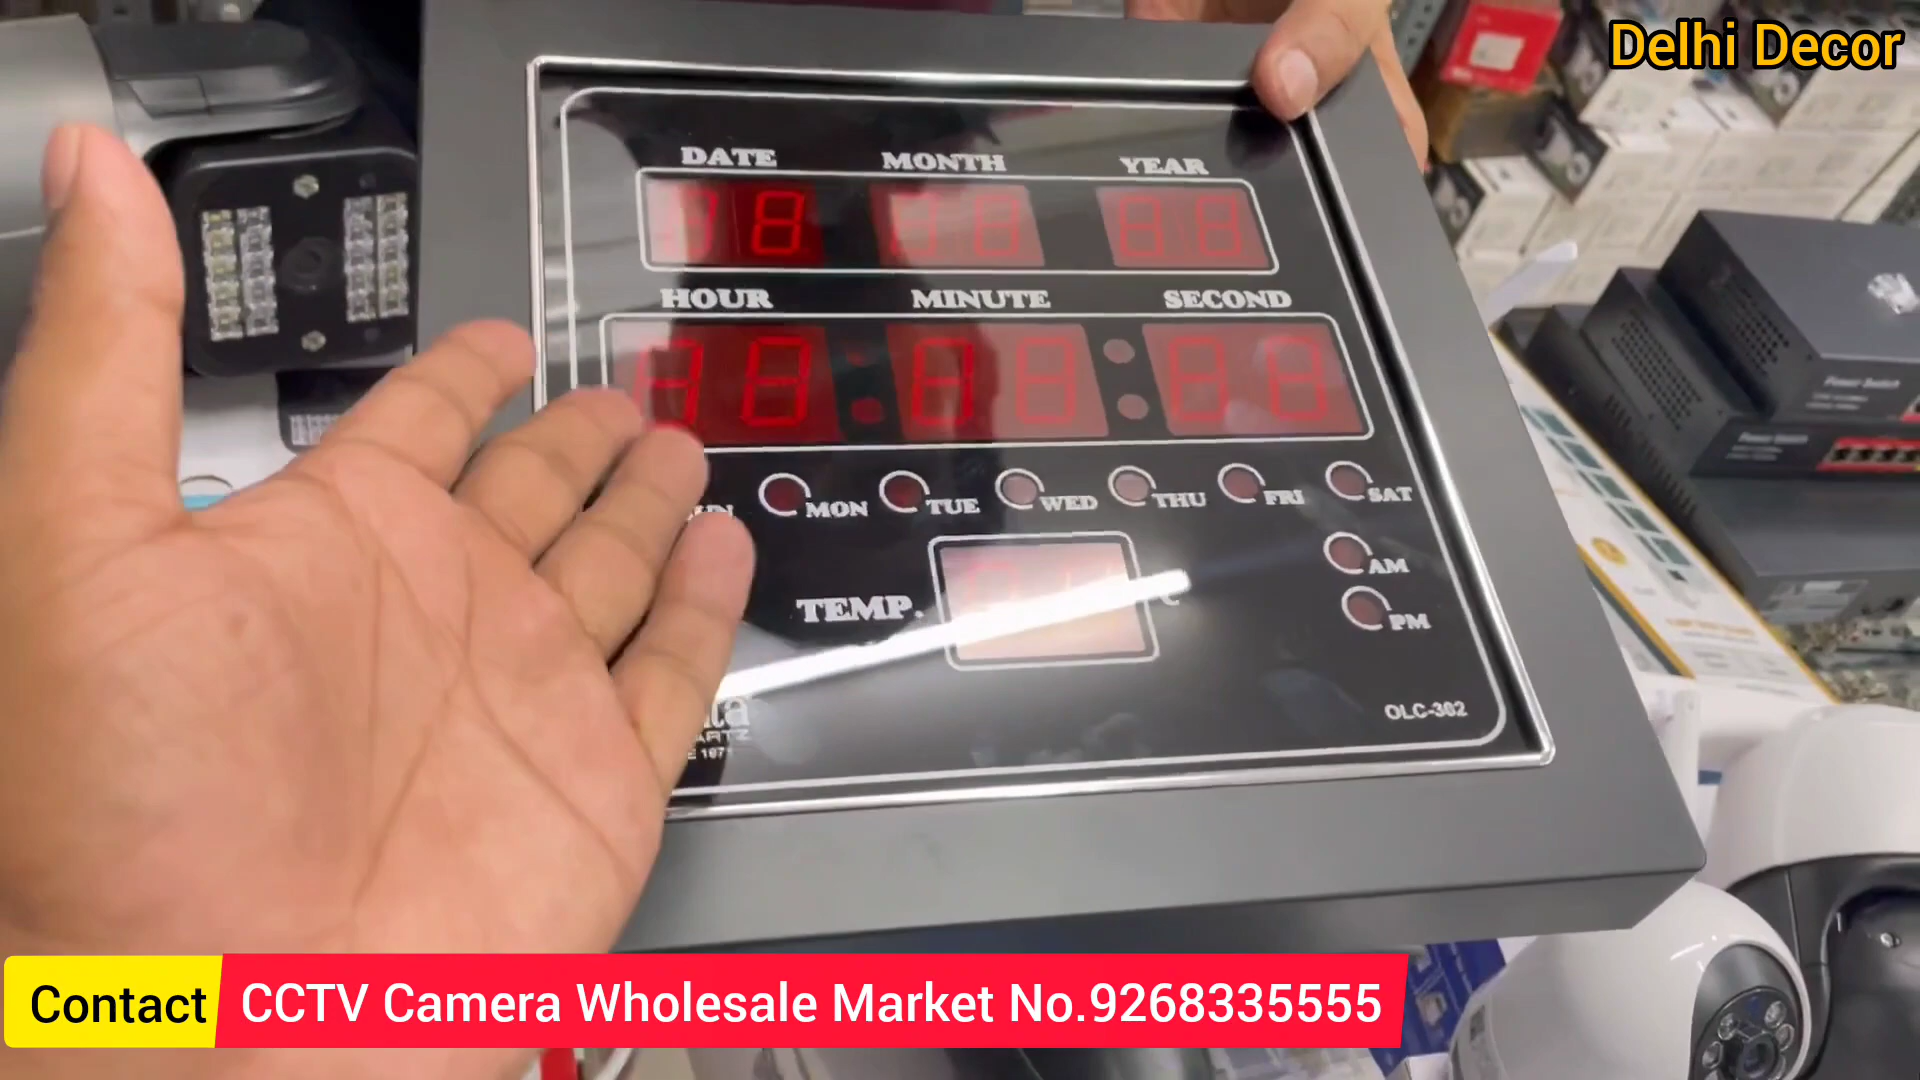 Delhi Decor
DATE MONTH YEAR
HOUR MINUTE SECOND
MON TUE WED THU FRI SAT
AM
TEMP.
PM
OLC-302
Contact CCTV Camera Wholesale Market No.9268335555